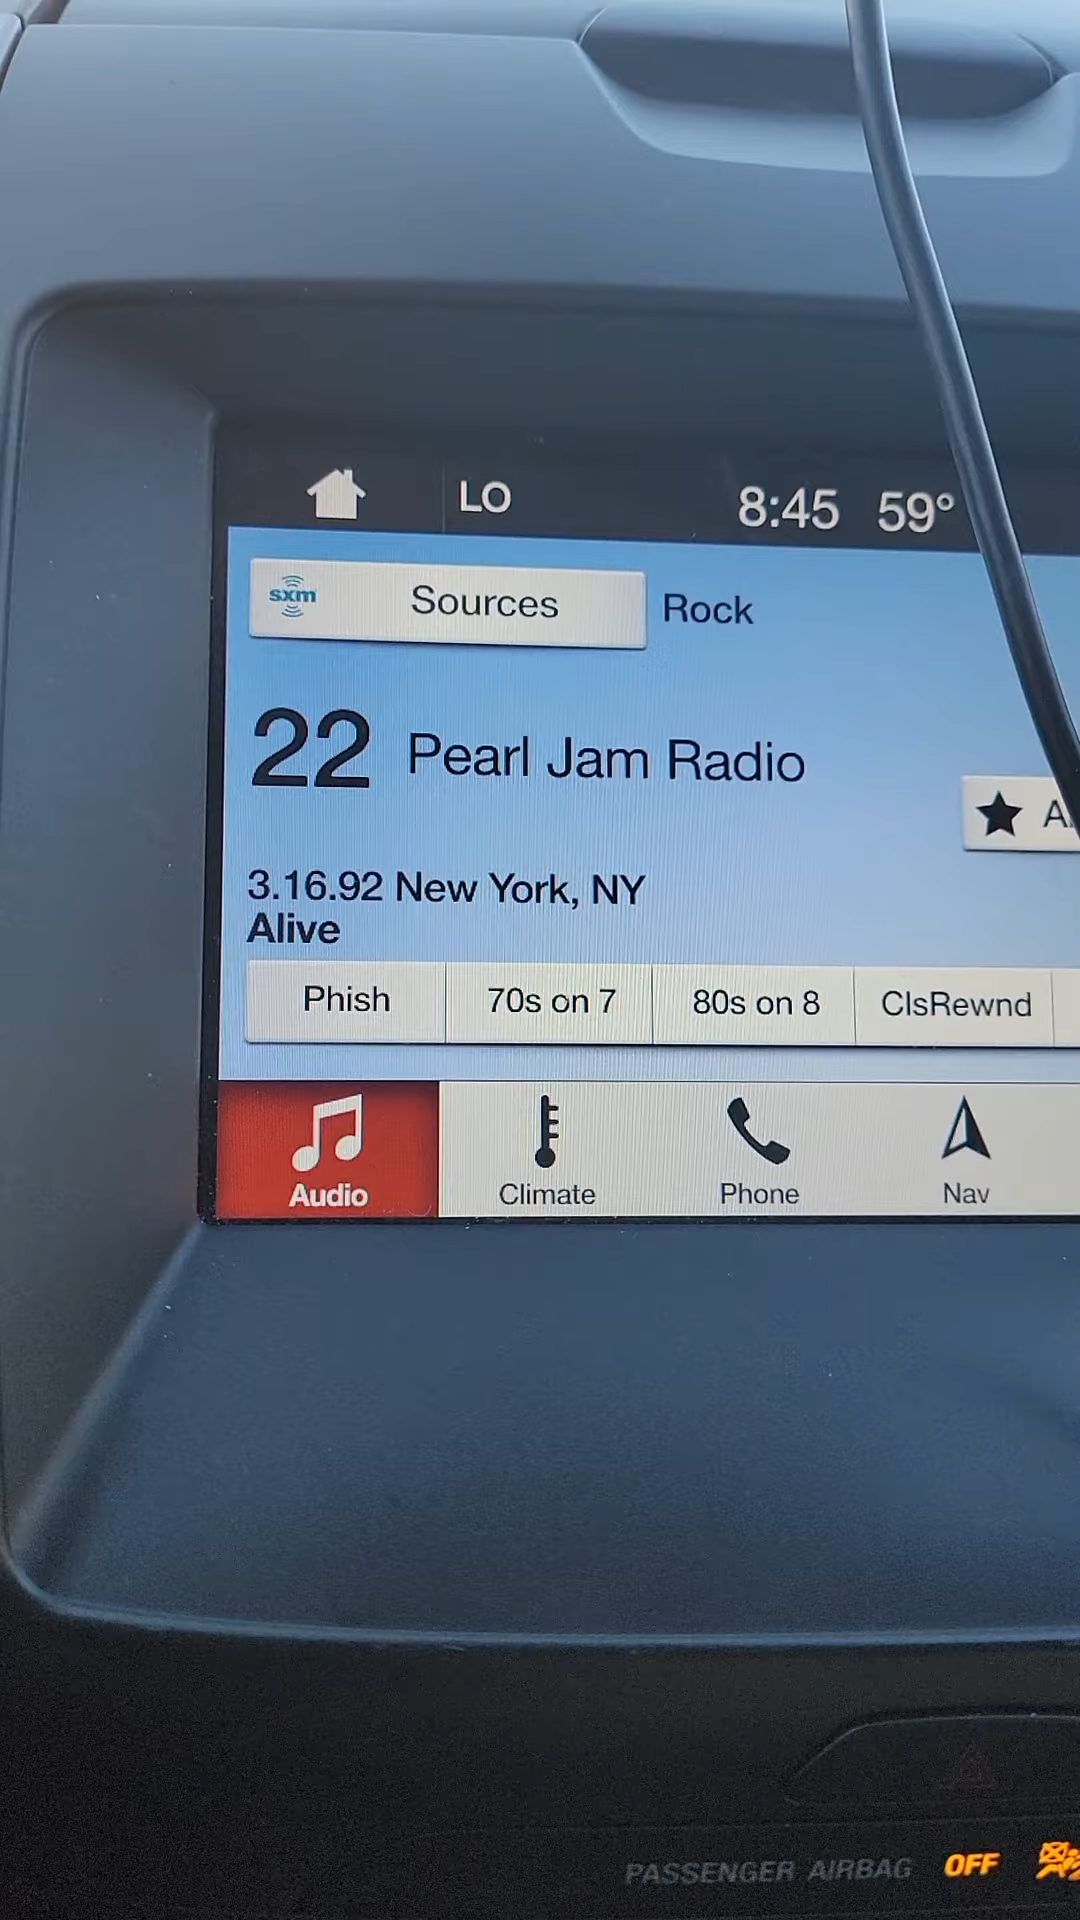 LO 8:45 59°
sxm Sources Rock
22 Pearl Jam Radio
3.16.92 New York, NY
Alive
Phish 70s on 7 80s on 8 ClsRewnd
Audio Climate Phone Nav
PASSENGER AIRBAG OFF